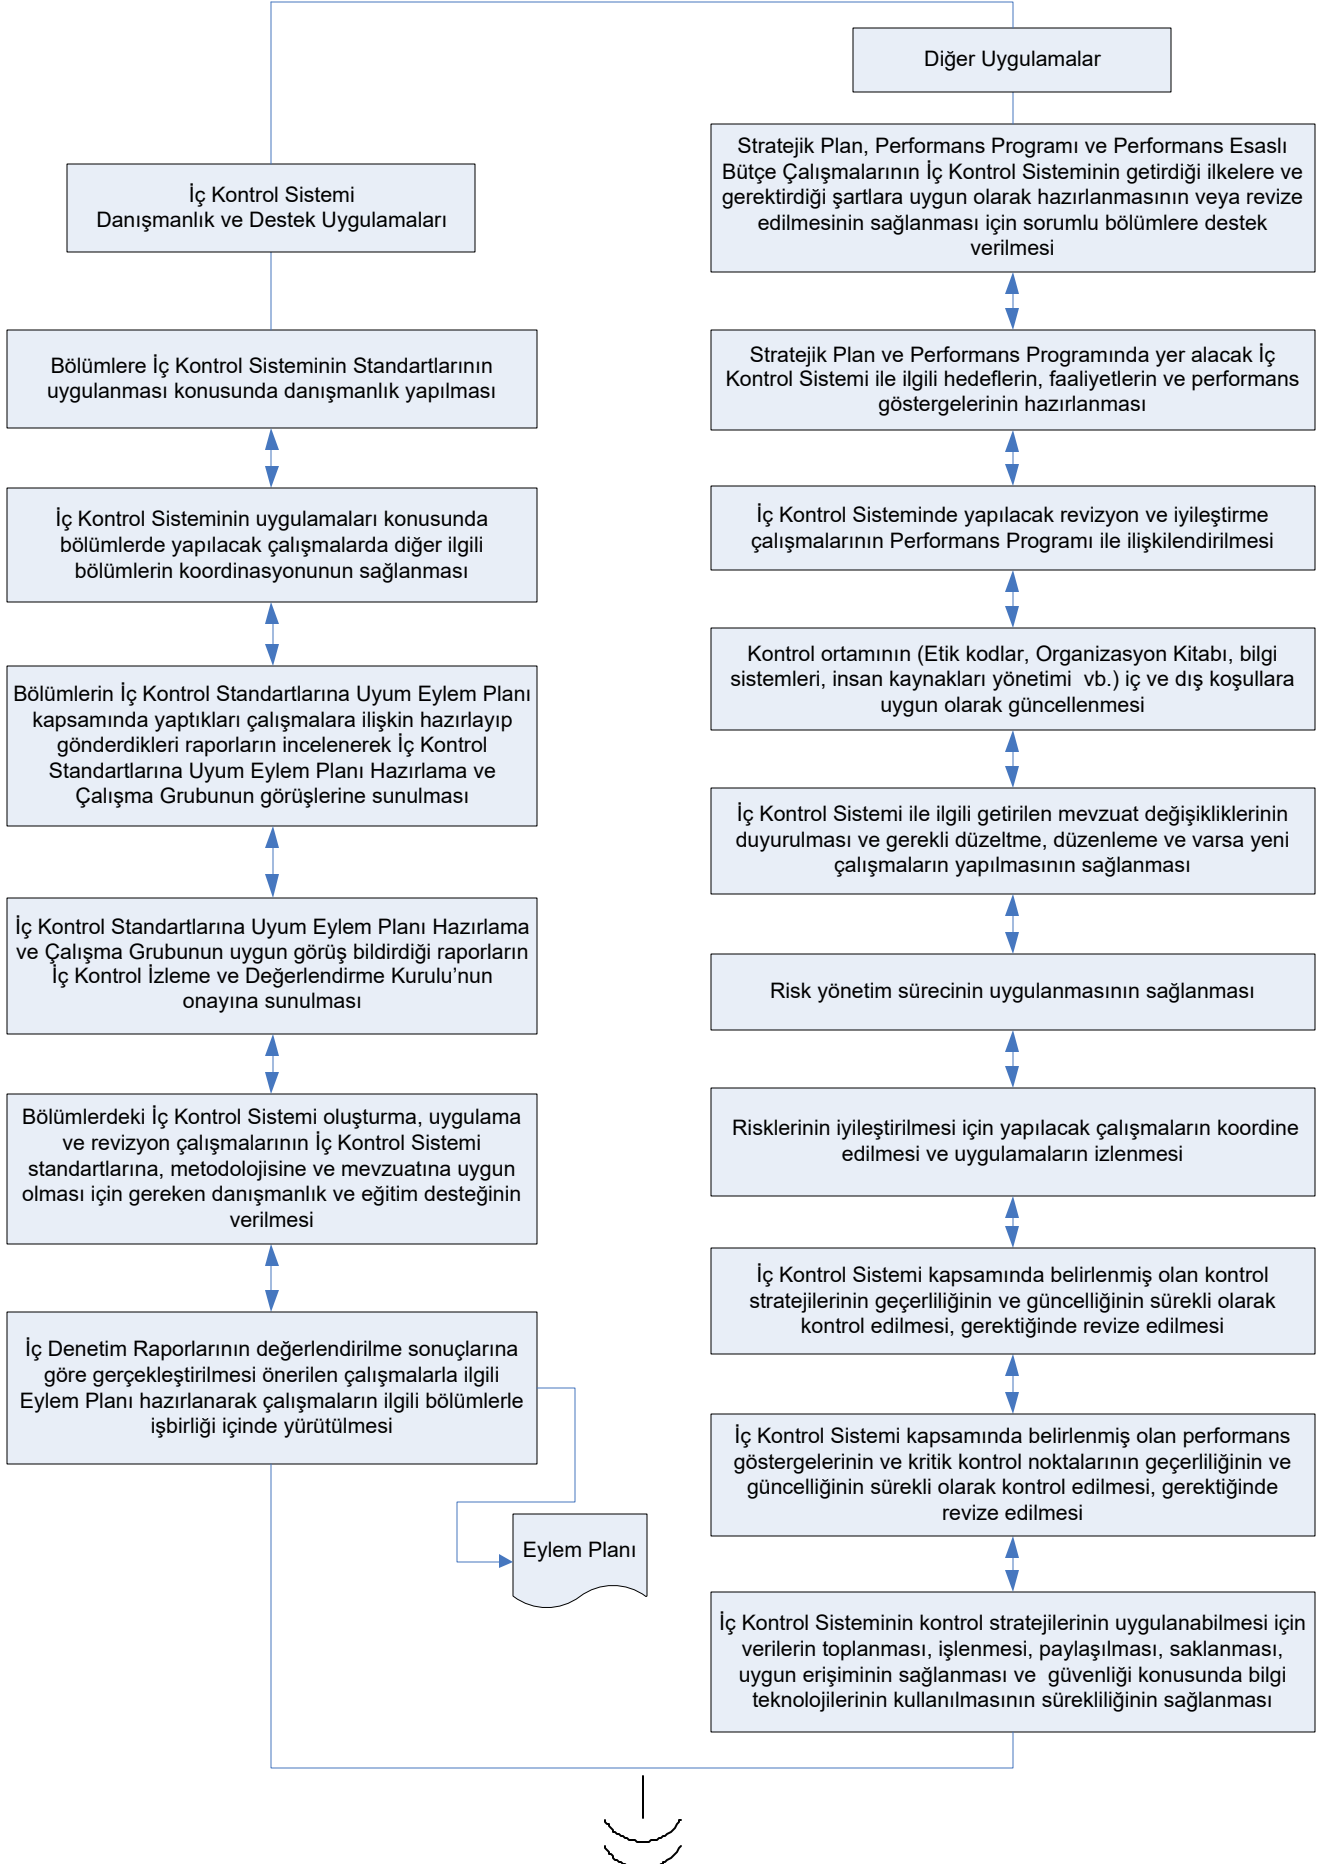 İç Kontrol Sistemi
Danışmanlık ve Destek Uygulamaları
Bölümlere İç Kontrol Sisteminin Standartlarının
uygulanması konusunda danışmanlık yapılması
İç Kontrol Sisteminin uygulamaları konusunda
bölümlerde yapılacak çalışmalarda diğer ilgili
bölümlerin koordinasyonunun sağlanması
Bölümlerin İç Kontrol Standartlarına Uyum Eylem Planı
kapsamında yaptıkları çalışmalara ilişkin hazırlayıp
gönderdikleri raporların incelenerek İç Kontrol
Standartlarına Uyum Eylem Planı Hazırlama ve
Çalışma Grubunun görüşlerine sunulması
İç Kontrol Standartlarına Uyum Eylem Planı Hazırlama
ve Çalışma Grubunun uygun görüş bildirdiği raporların
İç Kontrol İzleme ve Değerlendirme Kurulu’nun
onayına sunulması
Bölümlerdeki İç Kontrol Sistemi oluşturma, uygulama
ve revizyon çalışmalarının İç Kontrol Sistemi
standartlarına, metodolojisine ve mevzuatına uygun
olması için gereken danışmanlık ve eğitim desteğinin
verilmesi
İç Denetim Raporlarının değerlendirilme sonuçlarına
göre gerçekleştirilmesi önerilen çalışmalarla ilgili
Eylem Planı hazırlanarak çalışmaların ilgili bölümlerle
işbirliği içinde yürütülmesi
Eylem Planı
Diğer Uygulamalar
Stratejik Plan, Performans Programı ve Performans Esaslı
Bütçe Çalışmalarının İç Kontrol Sisteminin getirdiği ilkelere ve
gerektirdiği şartlara uygun olarak hazırlanmasının veya revize
edilmesinin sağlanması için sorumlu bölümlere destek
verilmesi
Stratejik Plan ve Performans Programında yer alacak İç
Kontrol Sistemi ile ilgili hedeflerin, faaliyetlerin ve performans
göstergelerinin hazırlanması
İç Kontrol Sisteminde yapılacak revizyon ve iyileştirme
çalışmalarının Performans Programı ile ilişkilendirilmesi
Kontrol ortamının (Etik kodlar, Organizasyon Kitabı, bilgi
sistemleri, insan kaynakları yönetimi  vb.) iç ve dış koşullara
uygun olarak güncellenmesi
İç Kontrol Sistemi ile ilgili getirilen mevzuat değişikliklerinin
duyurulması ve gerekli düzeltme, düzenleme ve varsa yeni
çalışmaların yapılmasının sağlanması
Risk yönetim sürecinin uygulanmasının sağlanması
Risklerinin iyileştirilmesi için yapılacak çalışmaların koordine
edilmesi ve uygulamaların izlenmesi
İç Kontrol Sistemi kapsamında belirlenmiş olan kontrol
stratejilerinin geçerliliğinin ve güncelliğinin sürekli olarak
kontrol edilmesi, gerektiğinde revize edilmesi
İç Kontrol Sistemi kapsamında belirlenmiş olan performans
göstergelerinin ve kritik kontrol noktalarının geçerliliğinin ve
güncelliğinin sürekli olarak kontrol edilmesi, gerektiğinde
revize edilmesi
İç Kontrol Sisteminin kontrol stratejilerinin uygulanabilmesi için
verilerin toplanması, işlenmesi, paylaşılması, saklanması,
uygun erişiminin sağlanması ve  güvenliği konusunda bilgi
teknolojilerinin kullanılmasının sürekliliğinin sağlanması